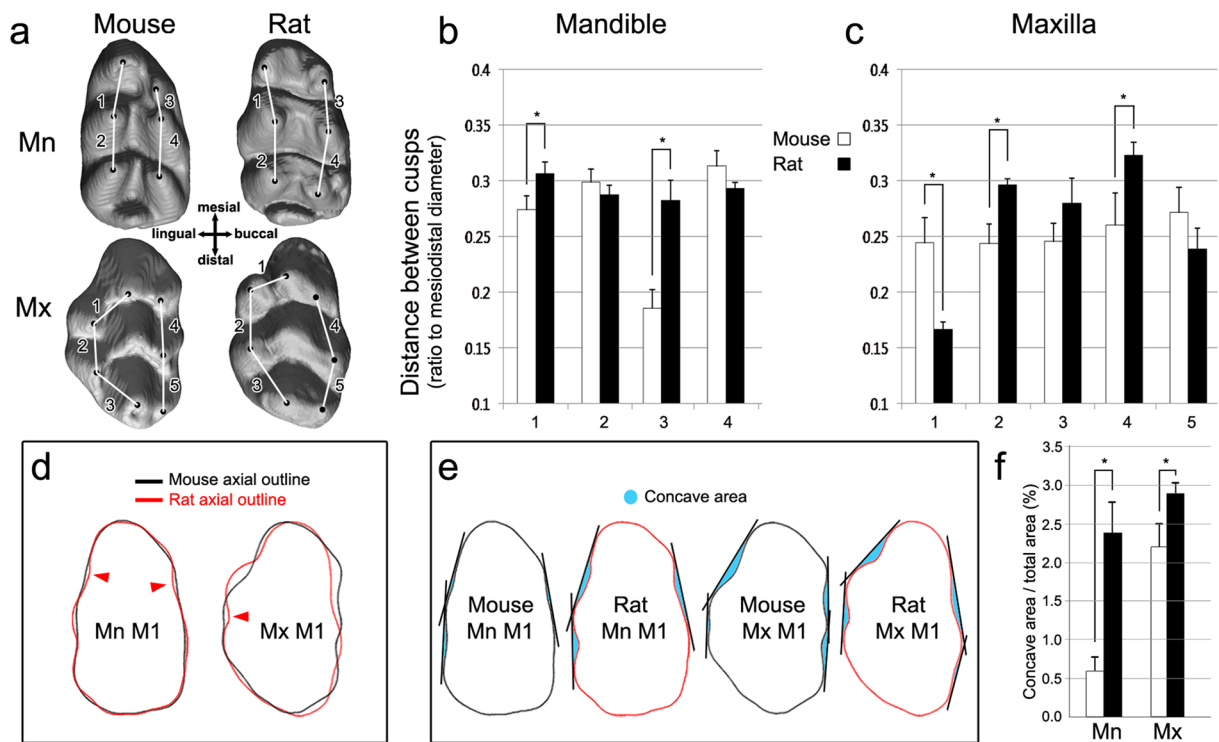 a
Mouse
Rat
Mn
1
2
3
4
1
2
3
4
mesial
lingual
buccal
distal
Mx
1
2
3
4
5
1
2
3
4
5
b
Mandible
Distance between cusps
(ratio to mesiodistal diameter)
0.4
0.35
0.3
0.25
0.2
0.15
0.1
*
*
1
2
3
4
Mouse
Rat
c
Maxilla
0.4
0.35
0.3
0.25
0.2
0.15
0.1
*
*
*
1
2
3
4
5
d
Mouse axial outline
Rat axial outline
Mn M1
Mx M1
e
Concave area
Mouse
Mn M1
Rat
Mn M1
Mouse
Mx M1
Rat
Mx M1
f
Concave area / total area (%)
3.5
3.0
2.5
2.0
1.5
1.0
0.5
0.0
*
*
Mn
Mx